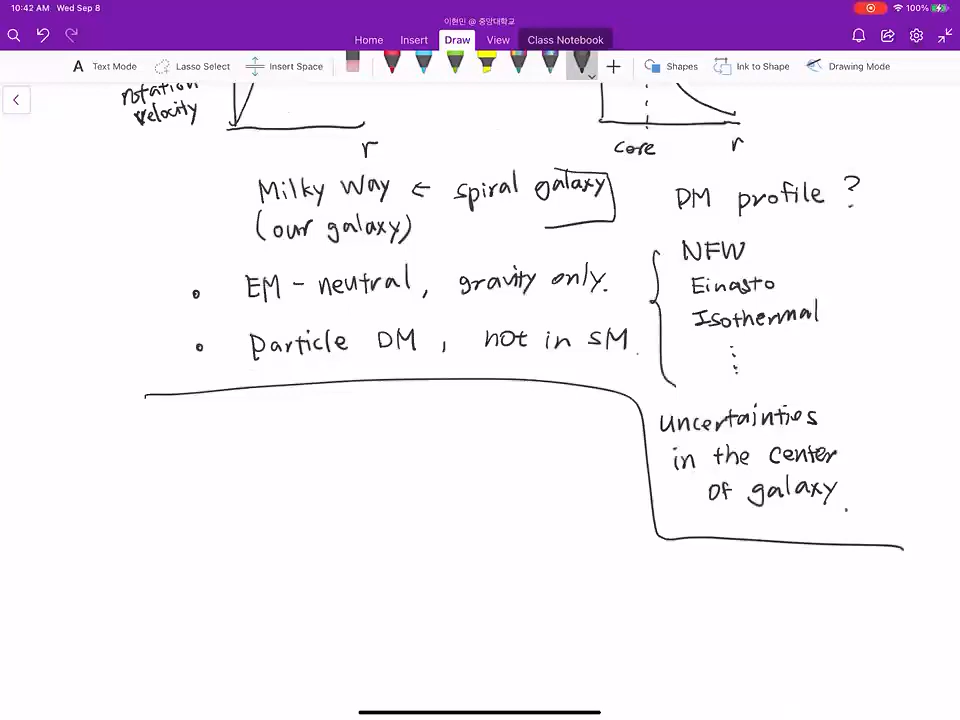 10:42 AM Wed Sep 8
100%
이현민 @ 중앙대학교
Home Insert Draw View Class Notebook
Text Mode Lasso Select Insert Space Shapes Ink to Shape Drawing Mode
rotation
velocity
r
core
r
Milky Way ← spiral galaxy
(our galaxy)
• EM - neutral, gravity only.
• particle DM, not in SM.
DM profile?
NFW
Einasto
Isothermal
⋮
uncertainties
in the center
of galaxy.